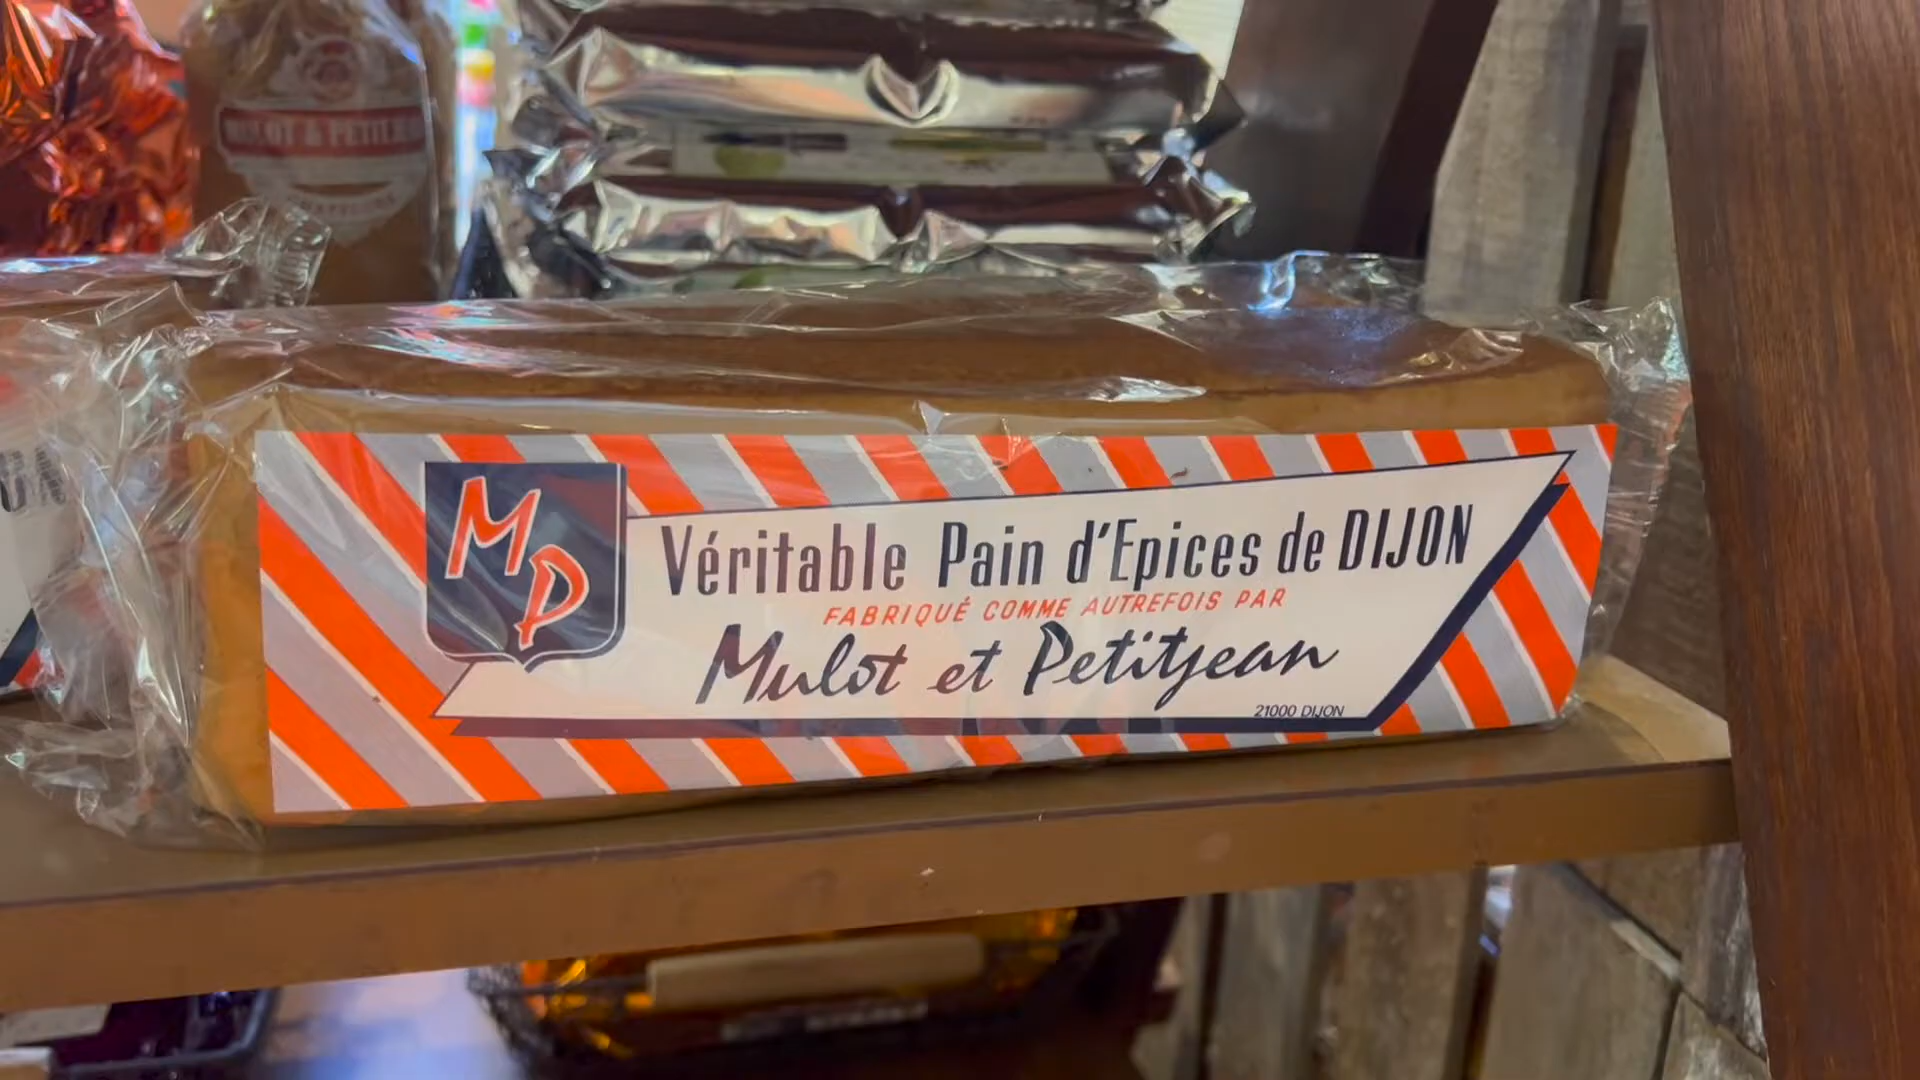 MP
Véritable Pain d'Epices de DIJON
FABRIQUÉ COMME AUTREFOIS PAR
Mulot et Petitjean
21000 DIJON